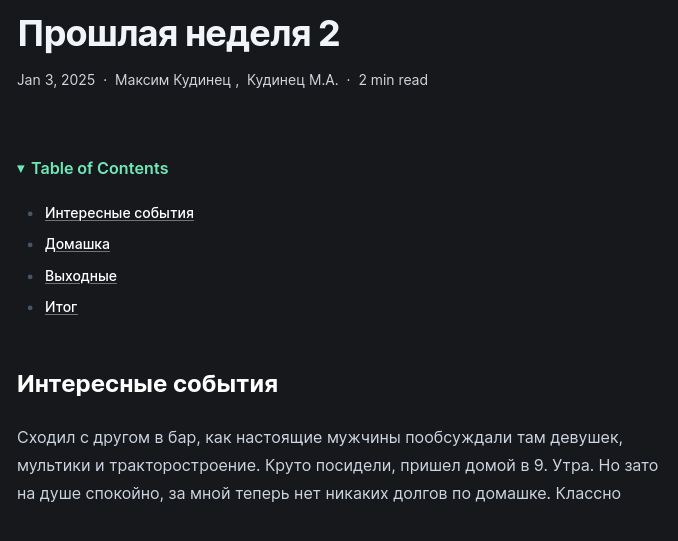 Прошлая неделя 2
Jan 3, 2025 · Максим Кудинец , Кудинец М.А. · 2 min read
▾ Table of Contents
• Интересные события
• Домашка
• Выходные
• Итог
Интересные события
Сходил с другом в бар, как настоящие мужчины пообсуждали там девушек,
мультики и тракторостроение. Круто посидели, пришел домой в 9. Утра. Но зато
на душе спокойно, за мной теперь нет никаких долгов по домашке. Классно